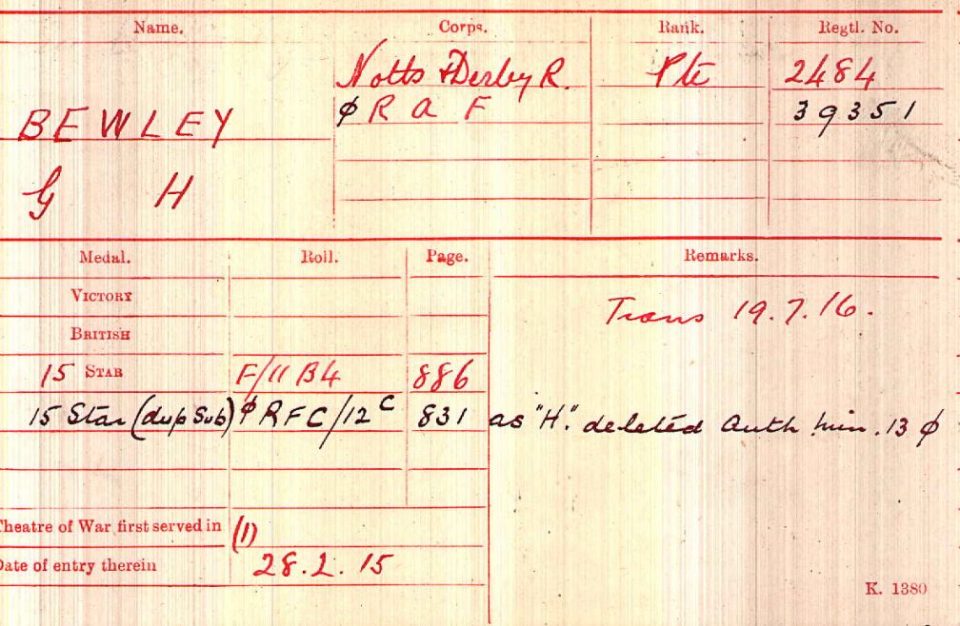 Name. Corps. Rank. Regtl. No.
Notts & Derby R. Pte 2484
BEWLEY φ R A F 39351
G H
Medal. Roll. Page. Remarks.
VICTORY
Trans 19.7.16.
BRITISH
15 STAR F/11 B4 886
15 Star (dup Sub) φ RFC/12C 831 as "H". deleted Auth Min. 13 φ
Theatre of War first served in (1)
Date of entry therein 28.2.15
K. 1380